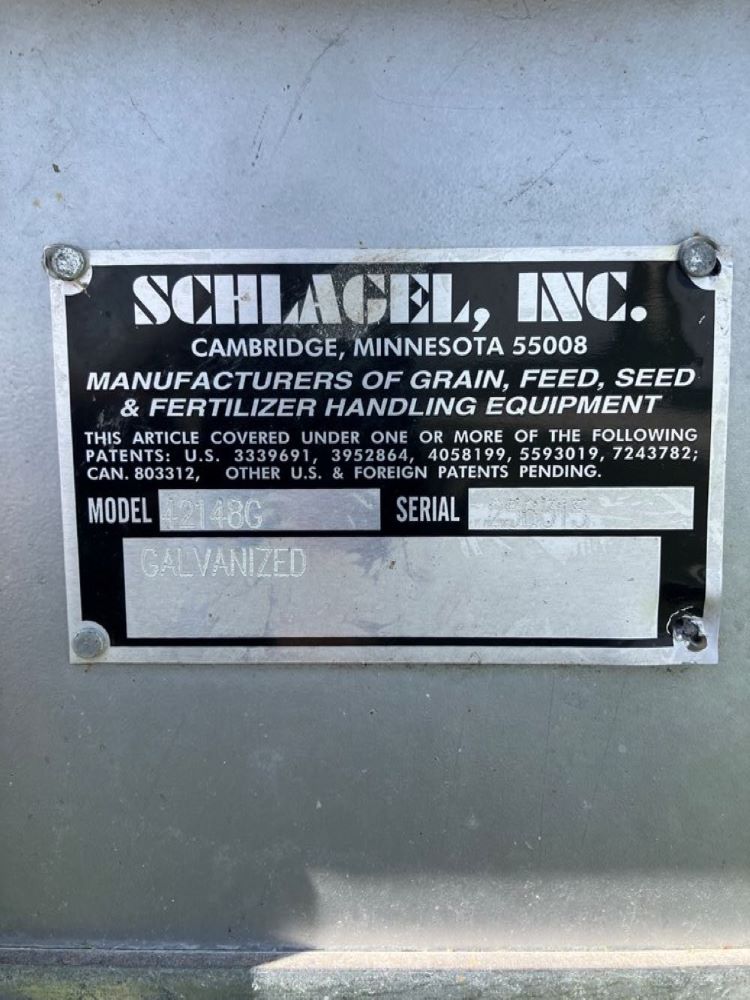 SCHLAGEL, INC.
CAMBRIDGE, MINNESOTA 55008
MANUFACTURERS OF GRAIN, FEED, SEED
& FERTILIZER HANDLING EQUIPMENT
THIS ARTICLE COVERED UNDER ONE OR MORE OF THE FOLLOWING
PATENTS: U.S. 3339691, 3952864, 4058199, 5593019, 7243782;
CAN. 803312, OTHER U.S. & FOREIGN PATENTS PENDING.
MODEL 42148G SERIAL 256315
GALVANIZED